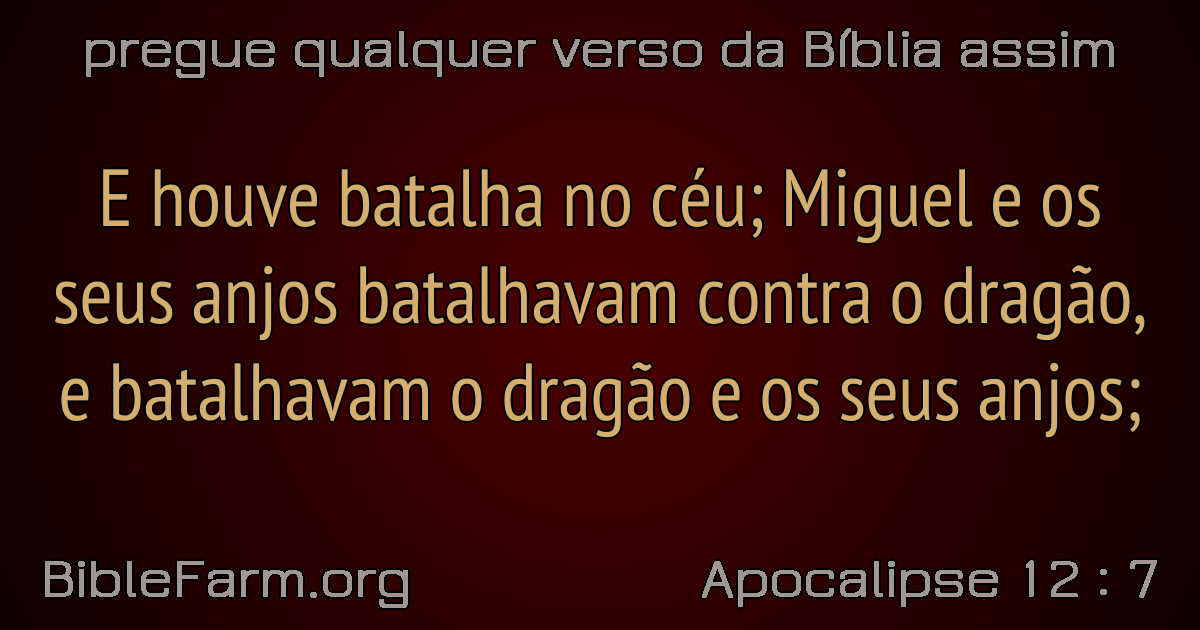 pregue qualquer verso da Bíblia assim
E houve batalha no céu; Miguel e os
seus anjos batalhavam contra o dragão,
e batalhavam o dragão e os seus anjos;
BibleFarm.org
Apocalipse 12 : 7